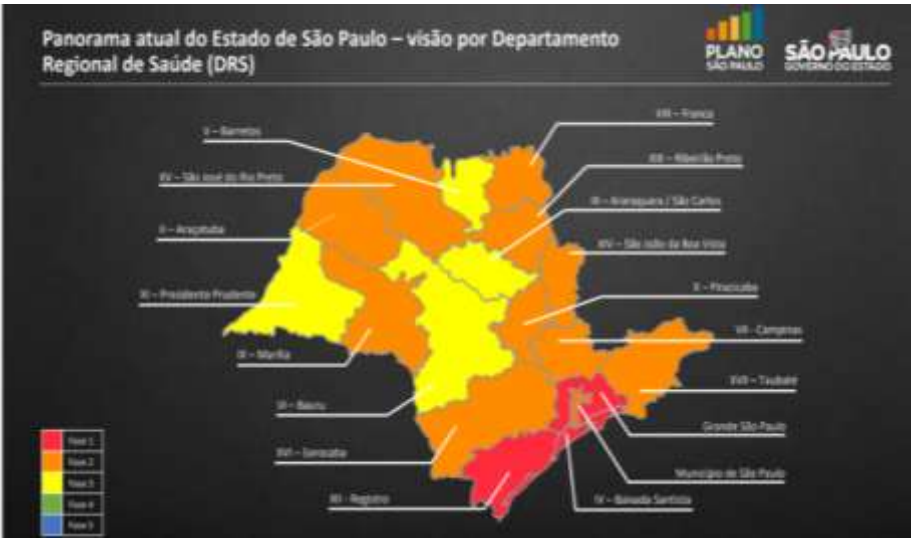 Panorama atual do Estado de São Paulo – visão por Departamento
Regional de Saúde (DRS)
PLANO
SÃO PAULO
SÃO PAULO
GOVERNO DO ESTADO
VIII – Franca
V – Barretos
XIII – Ribeirão Preto
XV – São José do Rio Preto
III – Araraquara / São Carlos
II – Araçatuba
XIV – São João da Boa Vista
XI – Presidente Prudente
X – Piracicaba
VII – Campinas
IX – Marília
XVII – Taubaté
VI – Bauru
Grande São Paulo
XVI – Sorocaba
Município de São Paulo
XII - Registro
IV – Baixada Santista
Fase 1
Fase 2
Fase 3
Fase 4
Fase 5